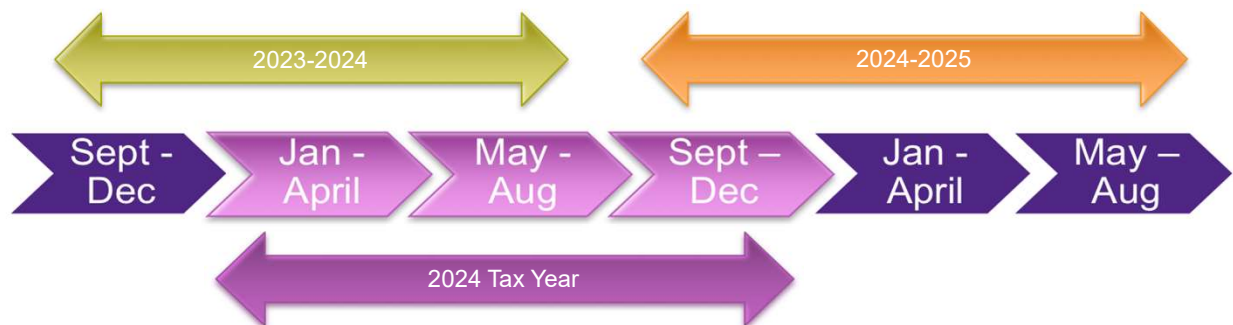 2023-2024
2024-2025
Sept -
Dec
Jan -
April
May -
Aug
Sept –
Dec
Jan -
April
May –
Aug
2024 Tax Year